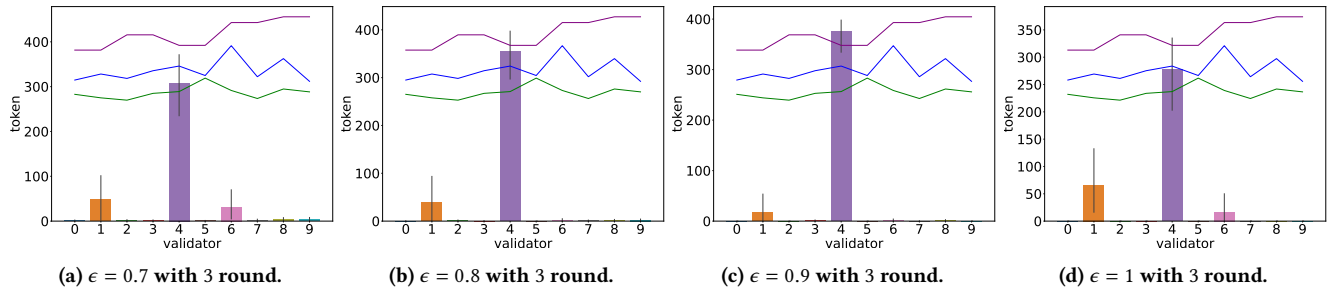 400
300
200
100
0
token
0 1 2 3 4 5 6 7 8 9
validator
(a) ϵ = 0.7 with 3 round.
400
300
200
100
0
token
0 1 2 3 4 5 6 7 8 9
validator
(b) ϵ = 0.8 with 3 round.
400
300
200
100
0
token
0 1 2 3 4 5 6 7 8 9
validator
(c) ϵ = 0.9 with 3 round.
350
300
250
200
150
100
50
0
token
0 1 2 3 4 5 6 7 8 9
validator
(d) ϵ = 1 with 3 round.